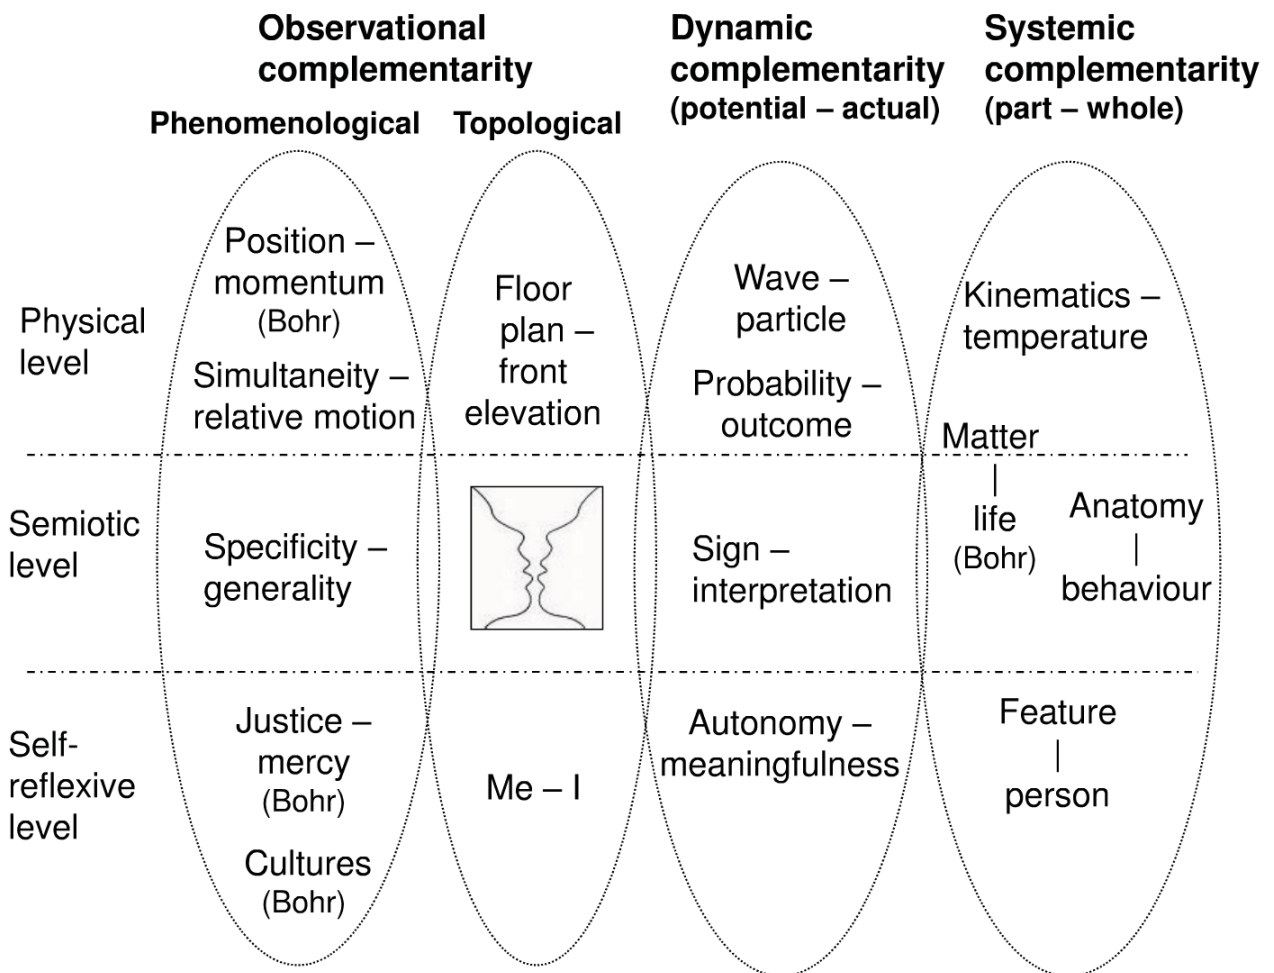 Observational
complementarity
Phenomenological
Topological
Dynamic
complementarity
(potential – actual)
Systemic
complementarity
(part – whole)
Physical
level
Position –
momentum
(Bohr)
Simultaneity –
relative motion
Floor
plan –
front
elevation
Wave –
particle
Probability –
outcome
Kinematics –
temperature
Matter
life
(Bohr)
Anatomy
behaviour
Semiotic
level
Specificity –
generality
Sign –
interpretation
Self-
reflexive
level
Justice –
mercy
(Bohr)
Cultures
(Bohr)
Me – I
Autonomy –
meaningfulness
Feature
person